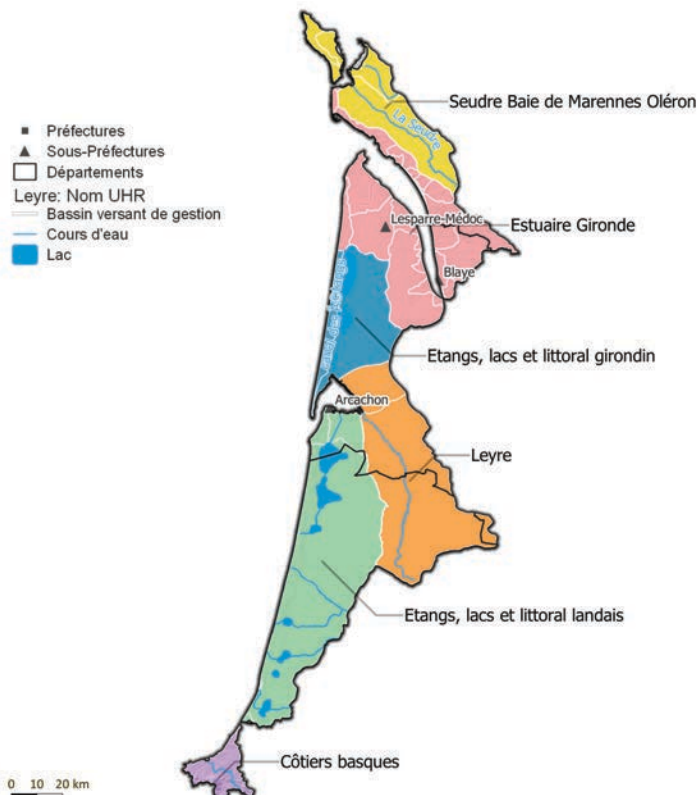 Seudre Baie de Marennes Oléron
La Seudre
Préfectures
Sous-Préfectures
Départements
Leyre: Nom UHR
Bassin versant de gestion
Cours d'eau
Lac
Lesparre-Médoc
Estuaire Gironde
Blaye
Etangs, lacs et littoral girondin
Arcachon
Leyre
Etangs, lacs et littoral landais
Côtiers basques
0 10 20 km